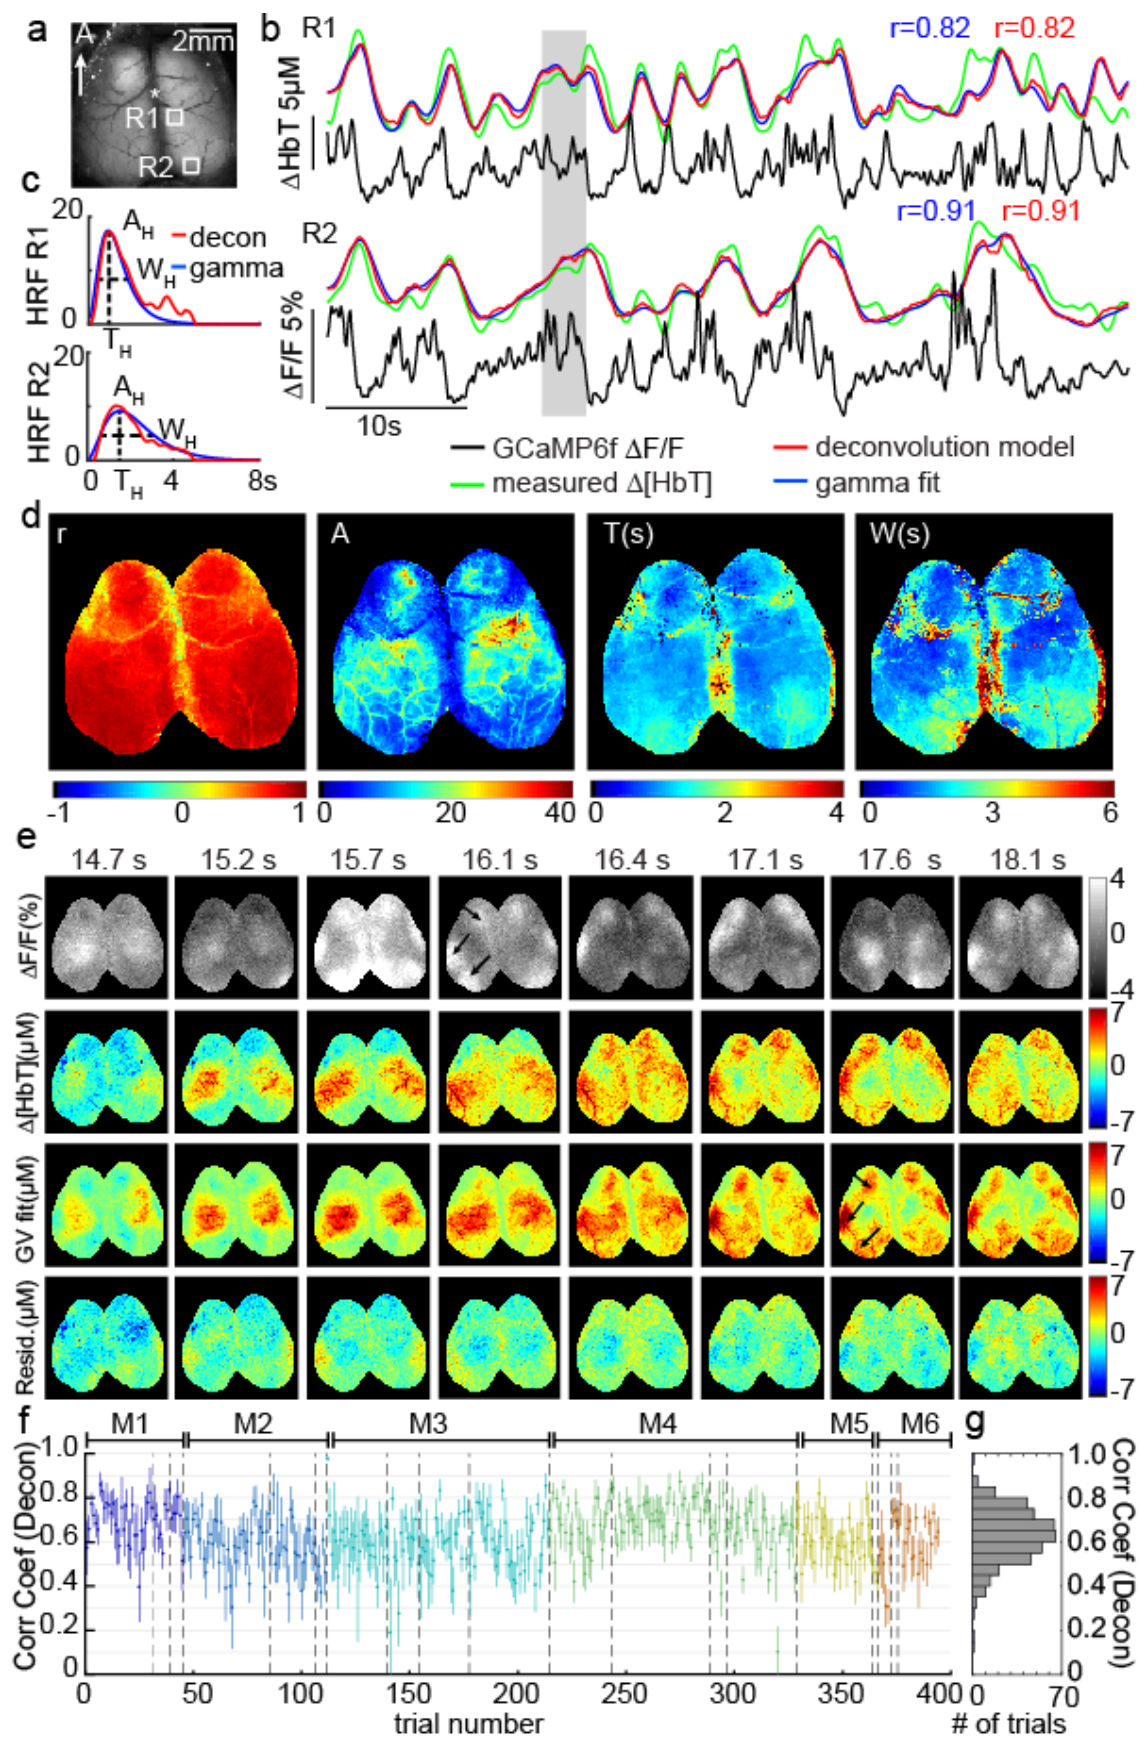 a
A
2mm
*
R1
R2
b
R1
r=0.82 r=0.82
ΔHbT 5µM
R2
r=0.91 r=0.91
ΔF/F 5%
10s
GCaMP6f ΔF/F
measured Δ[HbT]
deconvolution model
gamma fit
c
HRF R1
20
0
A_H
W_H
T_H
decon
gamma
HRF R2
20
0
A_H
W_H
0 T_H 4 8s
d
r A T(s) W(s)
-1 0 1 0 20 40 0 2 4 0 3 6
e
14.7 s 15.2 s 15.7 s 16.1 s 16.4 s 17.1 s 17.6 s 18.1 s
ΔF/F(%)
4
0
-4
Δ[HbT](µM)
7
0
-7
GV fit(µM)
7
0
-7
Resid.(µM)
7
0
-7
f
M1 M2 M3 M4 M5 M6
Corr Coef (Decon)
1.0
0.8
0.6
0.4
0.2
0
0 50 100 150 200 250 300 350 400
trial number
g
1.0
0.8
0.6
0.4
0.2
0
Corr Coef (Decon)
0 70
# of trials